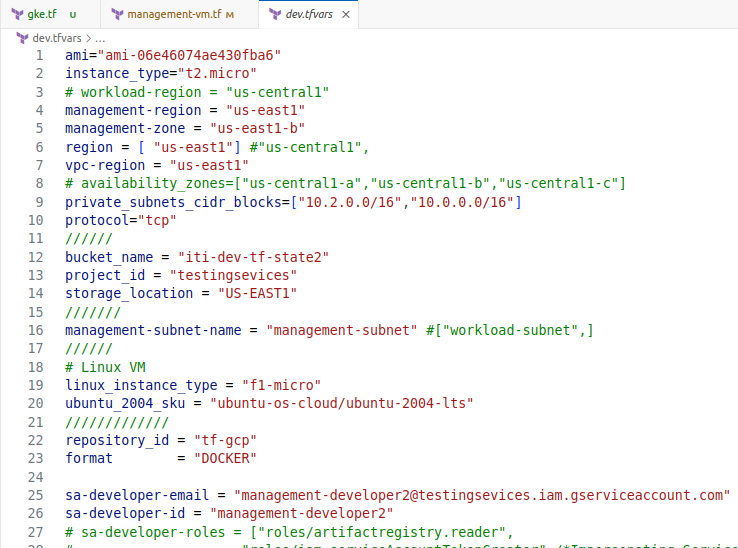 gke.tf U management-vm.tf M dev.tfvars ×
dev.tfvars > ...
1 ami="ami-06e46074ae430fba6"
2 instance_type="t2.micro"
3 # workload-region = "us-central1"
4 management-region = "us-east1"
5 management-zone = "us-east1-b"
6 region = [ "us-east1"] #"us-central1",
7 vpc-region = "us-east1"
8 # availability_zones=["us-central1-a","us-central1-b","us-central1-c"]
9 private_subnets_cidr_blocks=["10.2.0.0/16","10.0.0.0/16"]
10 protocol="tcp"
11 //////
12 bucket_name = "iti-dev-tf-state2"
13 project_id = "testingsevices"
14 storage_location = "US-EAST1"
15 ///////
16 management-subnet-name = "management-subnet" #["workload-subnet",]
17 //////
18 # Linux VM
19 linux_instance_type = "f1-micro"
20 ubuntu_2004_sku = "ubuntu-os-cloud/ubuntu-2004-lts"
21 /////////////
22 repository_id = "tf-gcp"
23 format        = "DOCKER"
24
25 sa-developer-email = "management-developer2@testingsevices.iam.gserviceaccount.com"
26 sa-developer-id = "management-developer2"
27 # sa-developer-roles = ["roles/artifactregistry.reader",